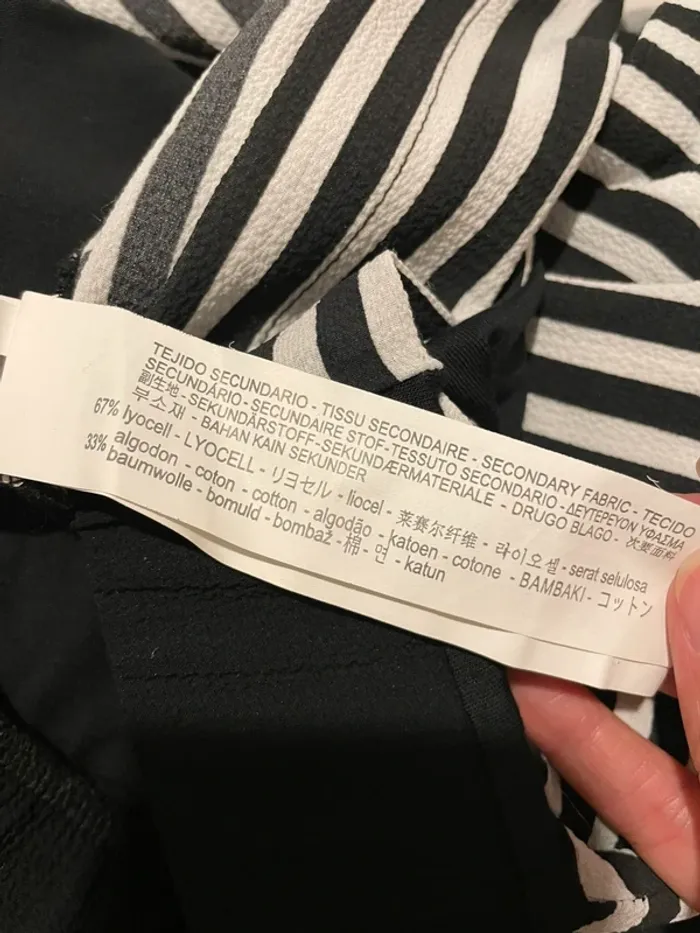 TEJIDO SECUNDARIO - TISSU SECONDAIRE - SECONDARY FABRIC - TECIDO
SECUNDÁRIO - SECUNDAIRE STOF - TESSUTO SECONDARIO - ΔΕΥΤΕΡΕΥΟΝ ΥΦΑΣΜΑ
副生地 - SEKUNDÄRSTOFF - SEKUNDÆRMATERIALE - DRUGO BLAGO - 次要面料
부소재 - BAHAN KAIN SEKUNDER
67% lyocell - LYOCELL - リヨセル - liocel - 莱赛尔纤维 - 라이오셀 - serat selulosa
33% algodon - coton - cotton - algodão - katoen - cotone - BAMBAKI - コットン
baumwolle - bomuld - bombaž - 棉 - 면 - katun